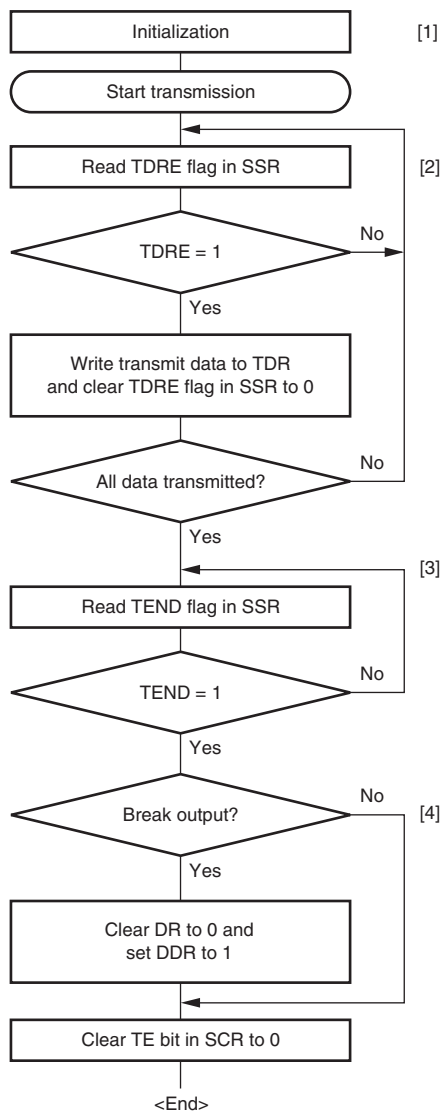 Initialization [1]
Start transmission
Read TDRE flag in SSR [2]
No
TDRE = 1
Yes
Write transmit data to TDR
and clear TDRE flag in SSR to 0
No
All data transmitted?
Yes
[3]
Read TEND flag in SSR
No
TEND = 1
Yes
No
Break output? [4]
Yes
Clear DR to 0 and
set DDR to 1
Clear TE bit in SCR to 0
<End>